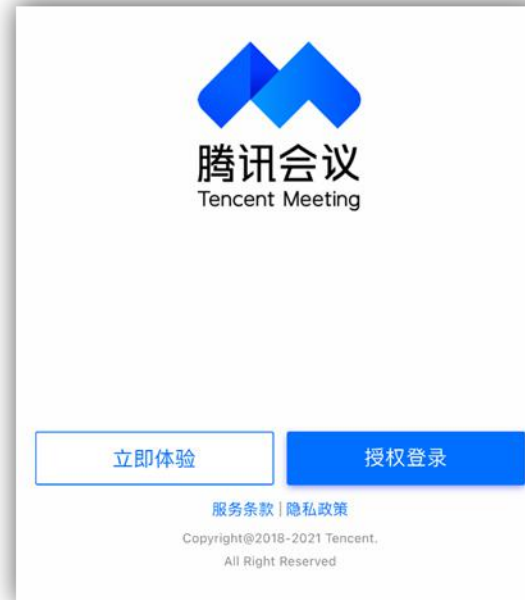 腾讯会议
Tencent Meeting
立即体验 授权登录
服务条款 | 隐私政策
Copyright@2018-2021 Tencent.
All Right Reserved